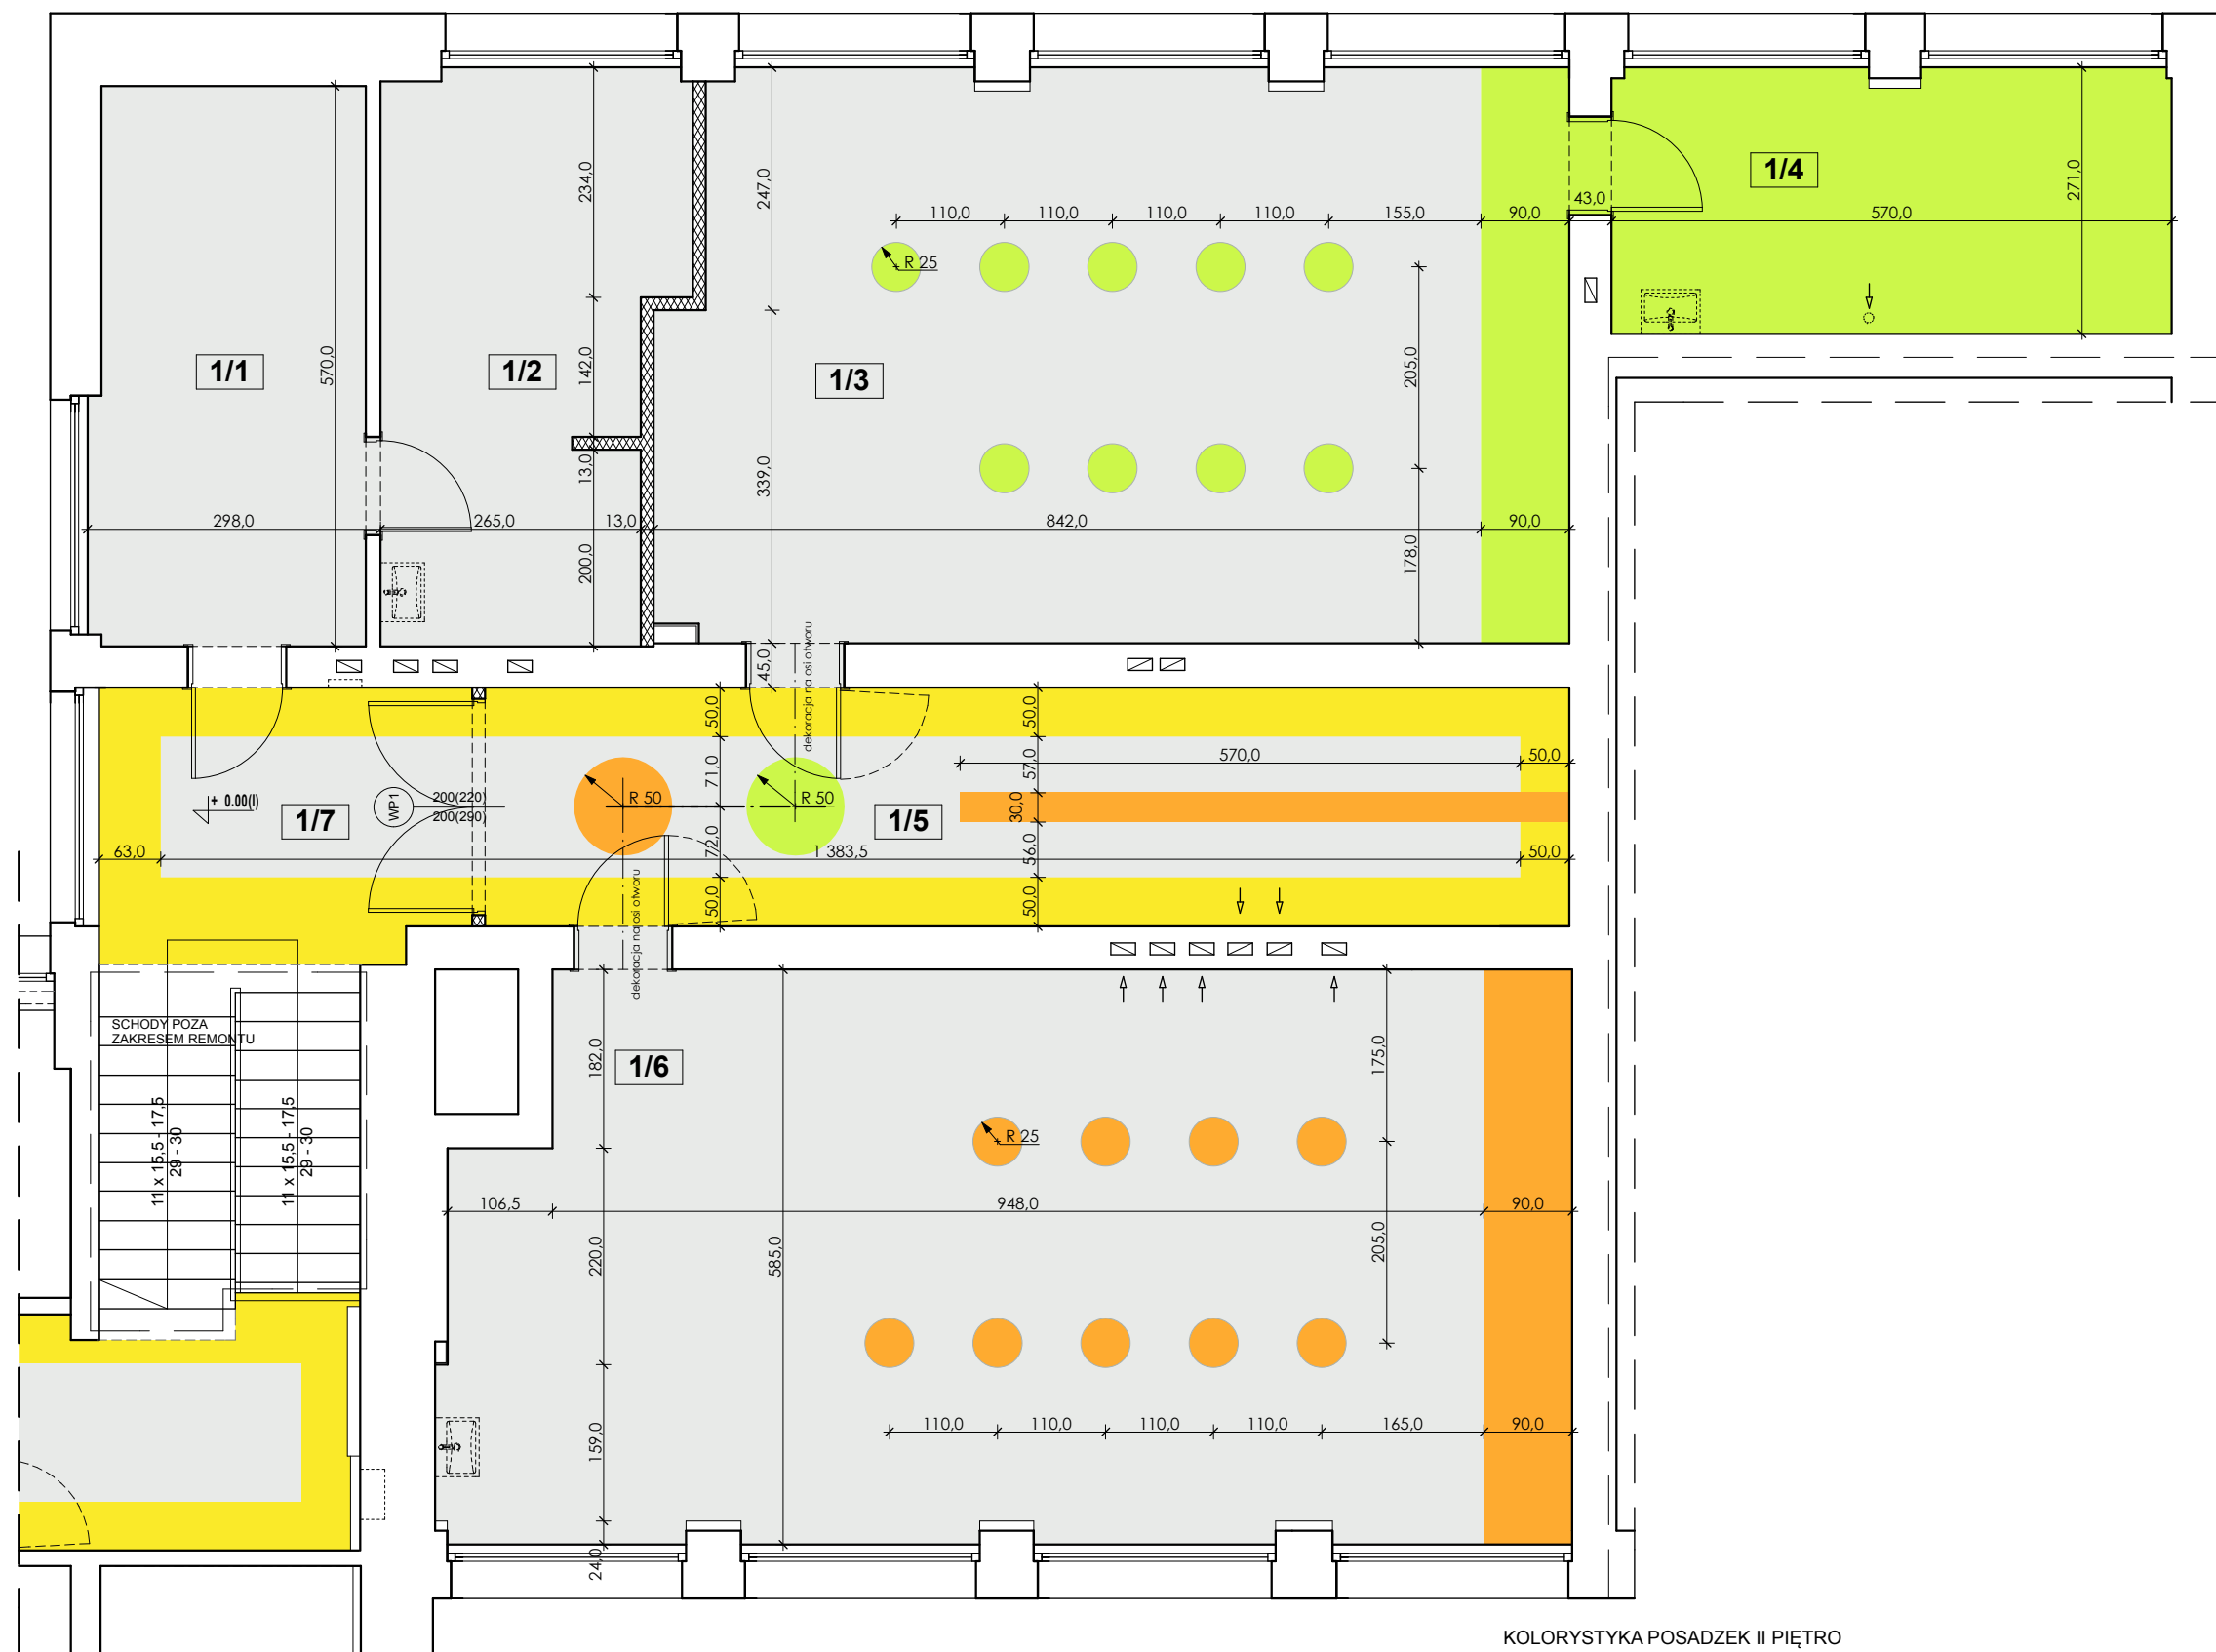 234,0
247,0
1/4
271,0
43,0
110,0 110,0 110,0 110,0 155,0 90,0 570,0
R 25
570,0
1/1
1/2
142,0
1/3
205,0
13,0
339,0
298,0 265,0 13,0 842,0 90,0
200,0
178,0
45,0
dekoracja na osi otworu
50,0
50,0
71,0
57,0
570,0 50,0
+ 0.00(I)
1/7
WP1
200(220)
200(290)
R 50
R 50
1/5
30,0
63,0
72,0
1 383,5
56,0
50,0
50,0
50,0
dekoracja na osi otworu
SCHODY POZA
ZAKRESEM REMONTU
182,0
1/6
175,0
11 x 15,5 - 17,5
29 - 30
11 x 15,5 - 17,5
29 - 30
R 25
106,5 948,0 90,0
220,0
585,0
205,0
110,0 110,0 110,0 110,0 165,0 90,0
159,0
24,0
KOLORYSTYKA POSADZEK II PIĘTRO